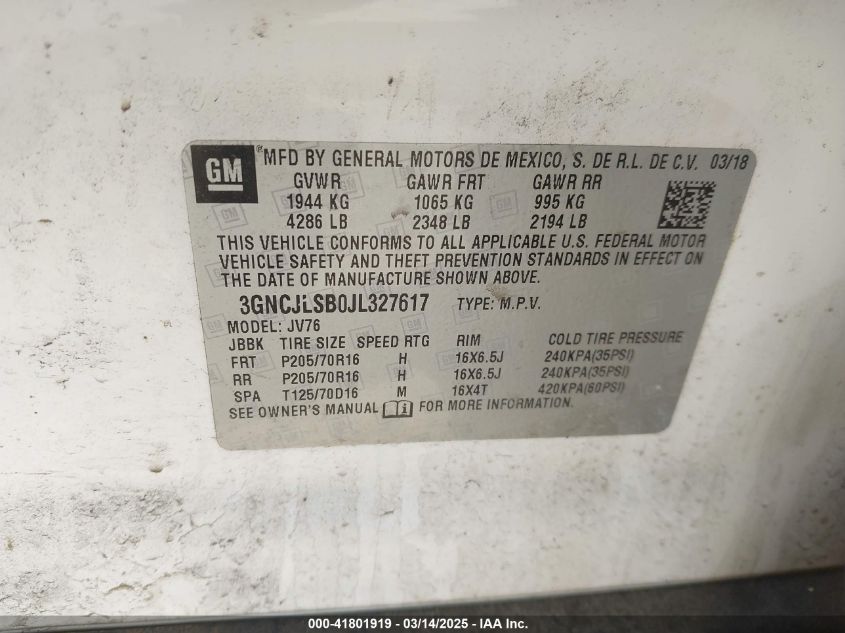 GM ®MFD BY GENERAL MOTORS DE MEXICO, S. DE R.L. DE C.V. 03/18
GVWR GAWR FRT GAWR RR
1944 KG 1065 KG 995 KG
4286 LB 2348 LB 2194 LB
THIS VEHICLE CONFORMS TO ALL APPLICABLE U.S. FEDERAL MOTOR
VEHICLE SAFETY AND THEFT PREVENTION STANDARDS IN EFFECT ON
THE DATE OF MANUFACTURE SHOWN ABOVE.
3GNCJLSB0JL327617 TYPE: M.P.V.
MODEL: JV76
JBBK TIRE SIZE SPEED RTG RIM COLD TIRE PRESSURE
FRT P205/70R16 H 16X6.5J 240KPA(35PSI)
RR P205/70R16 H 16X6.5J 240KPA(35PSI)
SPA T125/70D16 M 16X4T 420KPA(60PSI)
SEE OWNER'S MANUAL FOR MORE INFORMATION.
000-41801919 - 03/14/2025 - IAA Inc.